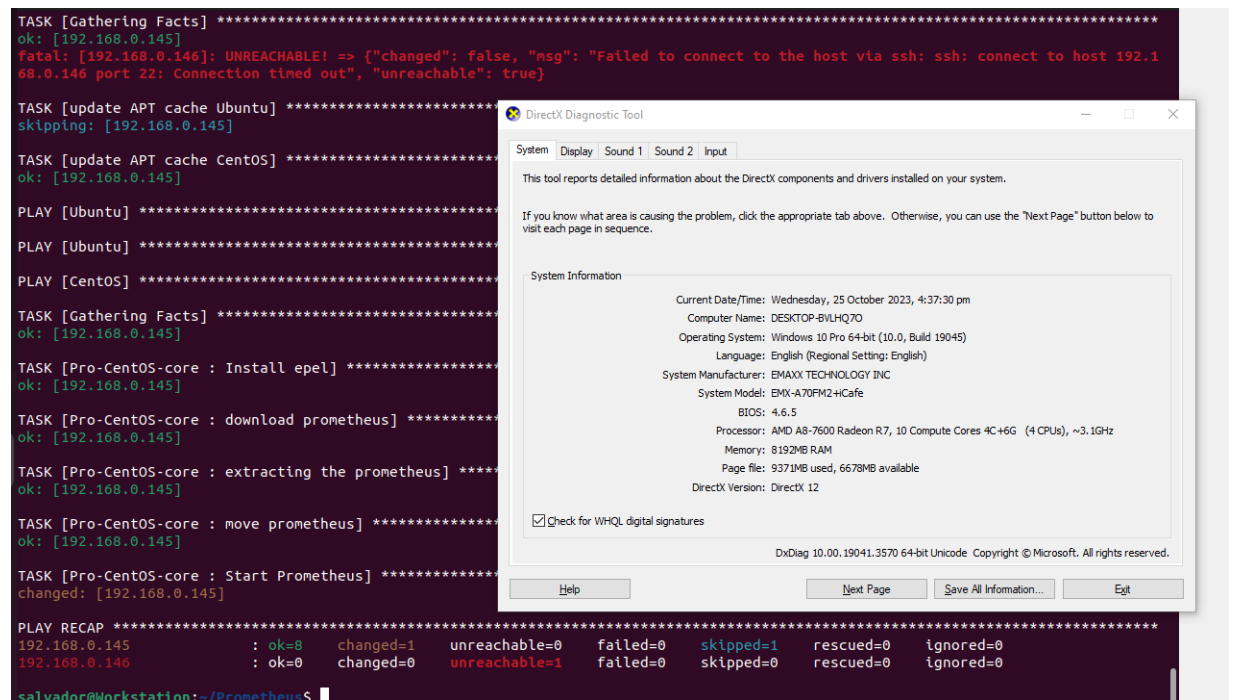 TASK [Gathering Facts] *************************************************************************************************************
ok: [192.168.0.145]
fatal: [192.168.0.146]: UNREACHABLE! => {"changed": false, "msg": "Failed to connect to the host via ssh: ssh: connect to host 192.1
68.0.146 port 22: Connection timed out", "unreachable": true}
TASK [update APT cache Ubuntu] *************************
skipping: [192.168.0.145]
TASK [update APT cache CentOS] *************************
ok: [192.168.0.145]
PLAY [Ubuntu] ******************************************
PLAY [Ubuntu] ******************************************
PLAY [CentOS] ******************************************
TASK [Gathering Facts] *********************************
ok: [192.168.0.145]
TASK [Pro-CentOS-core : Install epel] ******************
ok: [192.168.0.145]
TASK [Pro-CentOS-core : download prometheus] ***********
ok: [192.168.0.145]
TASK [Pro-CentOS-core : extracting the prometheus] *****
ok: [192.168.0.145]
TASK [Pro-CentOS-core : move prometheus] ***************
ok: [192.168.0.145]
TASK [Pro-CentOS-core : Start Prometheus] **************
changed: [192.168.0.145]
DirectX Diagnostic Tool
System Display Sound 1 Sound 2 Input
This tool reports detailed information about the DirectX components and drivers installed on your system.
If you know what area is causing the problem, click the appropriate tab above. Otherwise, you can use the "Next Page" button below to
visit each page in sequence.
System Information
Current Date/Time: Wednesday, 25 October 2023, 4:37:30 pm
Computer Name: DESKTOP-BVLHQ7O
Operating System: Windows 10 Pro 64-bit (10.0, Build 19045)
Language: English (Regional Setting: English)
System Manufacturer: EMAXX TECHNOLOGY INC
System Model: EMX-A70FM2+iCafe
BIOS: 4.6.5
Processor: AMD A8-7600 Radeon R7, 10 Compute Cores 4C+6G (4 CPUs), ~3.1GHz
Memory: 8192MB RAM
Page file: 9371MB used, 6678MB available
DirectX Version: DirectX 12
Check for WHQL digital signatures
DxDiag 10.00.19041.3570 64-bit Unicode Copyright © Microsoft. All rights reserved.
Help Next Page Save All Information... Exit
PLAY RECAP *************************************************************************************************************************
192.168.0.145 : ok=8 changed=1 unreachable=0 failed=0 skipped=1 rescued=0 ignored=0
192.168.0.146 : ok=0 changed=0 unreachable=1 failed=0 skipped=0 rescued=0 ignored=0
salvador@Workstation:~/Prometheus$